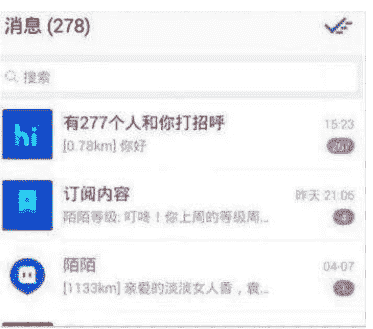 消息 (278)
搜索
hi
有277个人和你打招呼
15:23
[0.78km] 你好
订阅内容
昨天 21:06
陌陌等级: 叮咚！你上周的等级周...
陌陌
04-07
[1133km] 亲爱的淡淡女人香，袁...